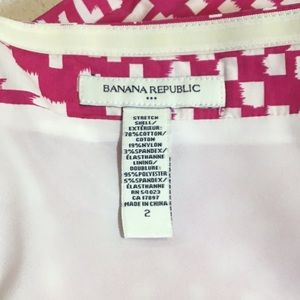 BANANA REPUBLIC
STRETCH
SHELL/
EXTÉRIEUR:
78%COTTON/
COTON
19%NYLON
3%SPANDEX/
ÉLASTHANNE
LINING/
DOUBLURE:
95%POLYESTER
5%SPANDEX/
ÉLASTHANNE
RN 54023
CA 17897
MADE IN CHINA
2